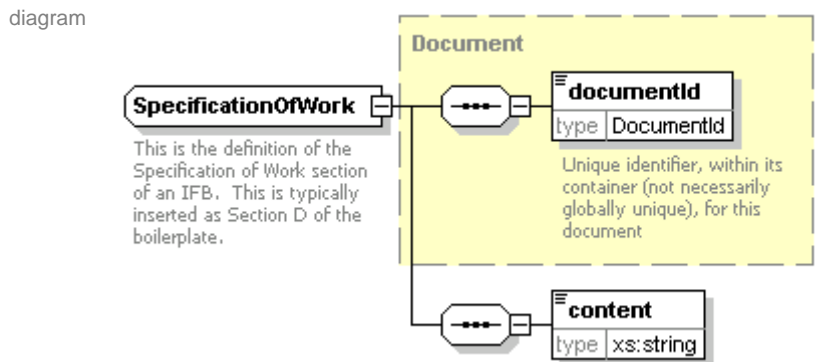 diagram
Document
SpecificationOfWork
This is the definition of the
Specification of Work section
of an IFB. This is typically
inserted as Section D of the
boilerplate.
documentId
type DocumentId
Unique identifier, within its
container (not necessarily
globally unique), for this
document
content
type xs:string